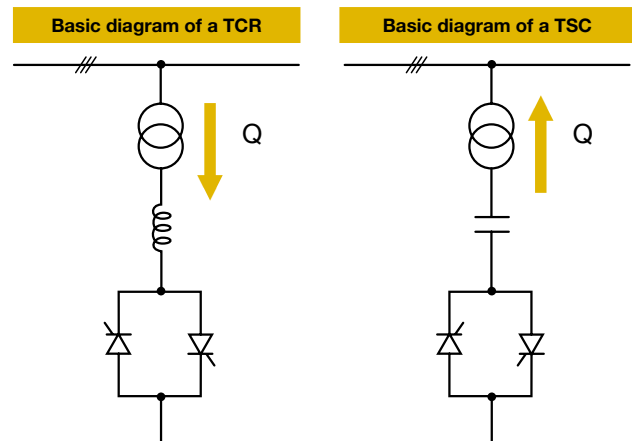 Basic diagram of a TCR
Basic diagram of a TSC
Q
Q